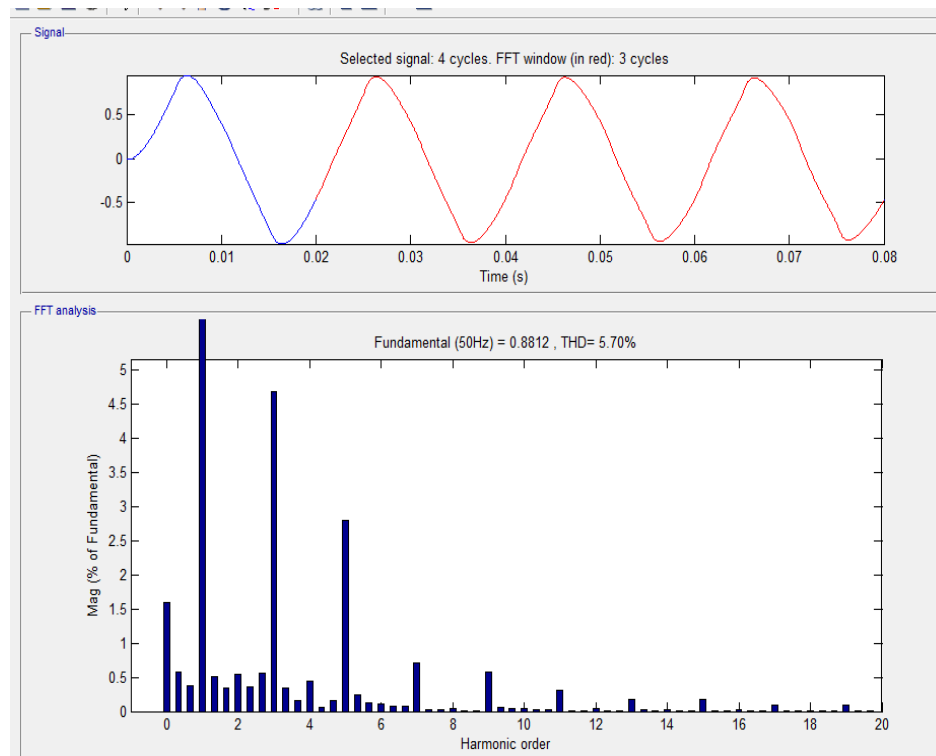 Signal
Selected signal: 4 cycles. FFT window (in red): 3 cycles
0.5
0
-0.5
0 0.01 0.02 0.03 0.04 0.05 0.06 0.07 0.08
Time (s)
FFT analysis
Fundamental (50Hz) = 0.8812 , THD= 5.70%
5
4.5
4
3.5
3
2.5
2
1.5
1
0.5
0
Mag (% of Fundamental)
0 2 4 6 8 10 12 14 16 18 20
Harmonic order